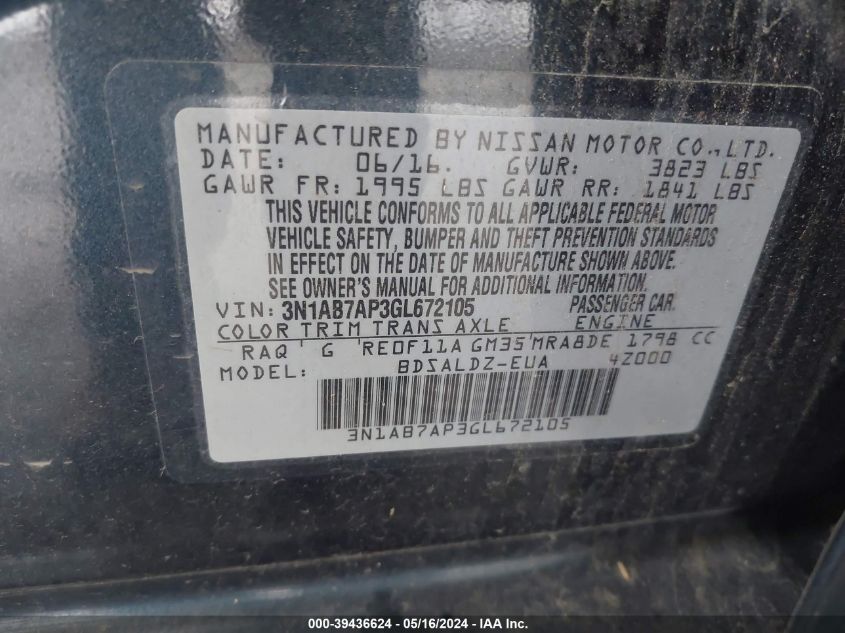 MANUFACTURED BY NISSAN MOTOR CO., LTD.
DATE: 06/16. GVWR: 3823 LBS
GAWR FR: 1995 LBS GAWR RR: 1841 LBS
THIS VEHICLE CONFORMS TO ALL APPLICABLE FEDERAL MOTOR
VEHICLE SAFETY, BUMPER AND THEFT PREVENTION STANDARDS
IN EFFECT ON THE DATE OF MANUFACTURE SHOWN ABOVE.
SEE OWNER'S MANUAL FOR ADDITIONAL INFORMATION
VIN: 3N1AB7AP3GL672105 PASSENGER CAR.
COLOR TRIM TRANS AXLE ENGINE
RAQ G RE0F11A GM35 MRA8DE 1798 CC
MODEL: BDSALDZ-EUA 4Z000
3N1AB7AP3GL672105
000-39436624 - 05/16/2024 - IAA Inc.